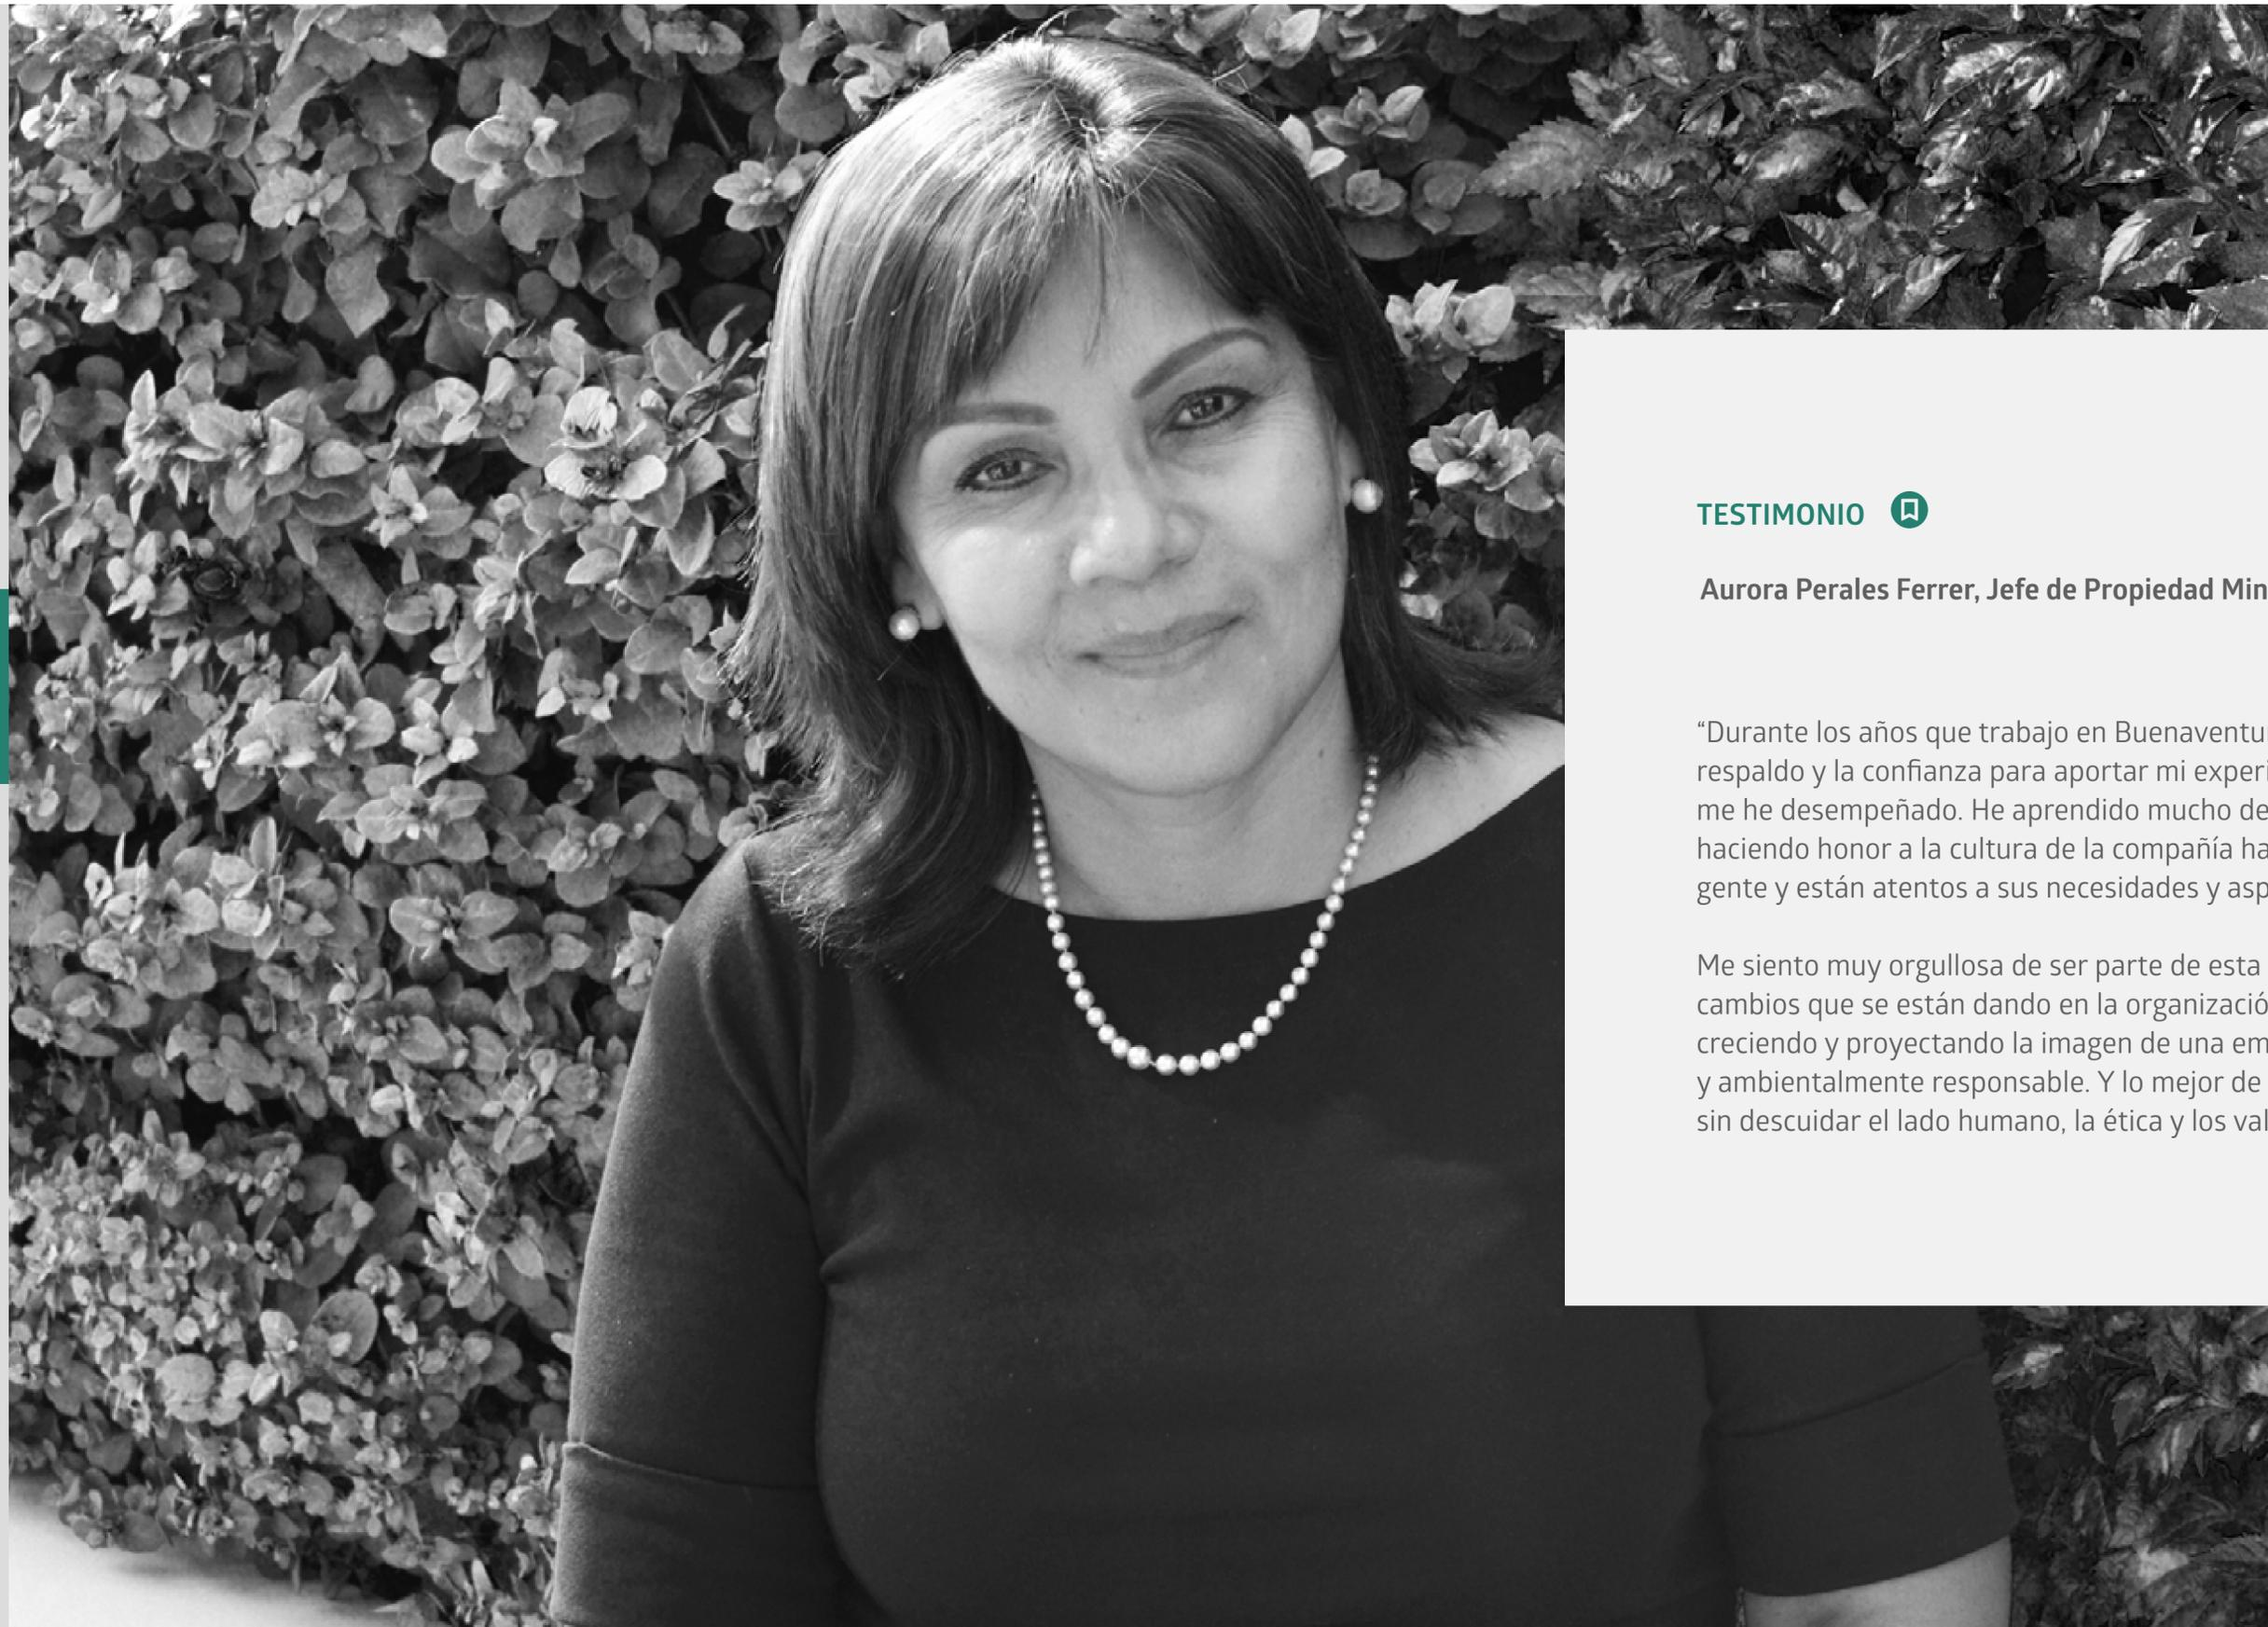 TESTIMONIO
Aurora Perales Ferrer, Jefe de Propiedad Min
“Durante los años que trabajo en Buenaventu
respaldo y la confianza para aportar mi experi
me he desempeñado. He aprendido mucho de
haciendo honor a la cultura de la compañía ha
gente y están atentos a sus necesidades y asp
Me siento muy orgullosa de ser parte de esta
cambios que se están dando en la organizació
creciendo y proyectando la imagen de una em
y ambientalmente responsable. Y lo mejor de
sin descuidar el lado humano, la ética y los val